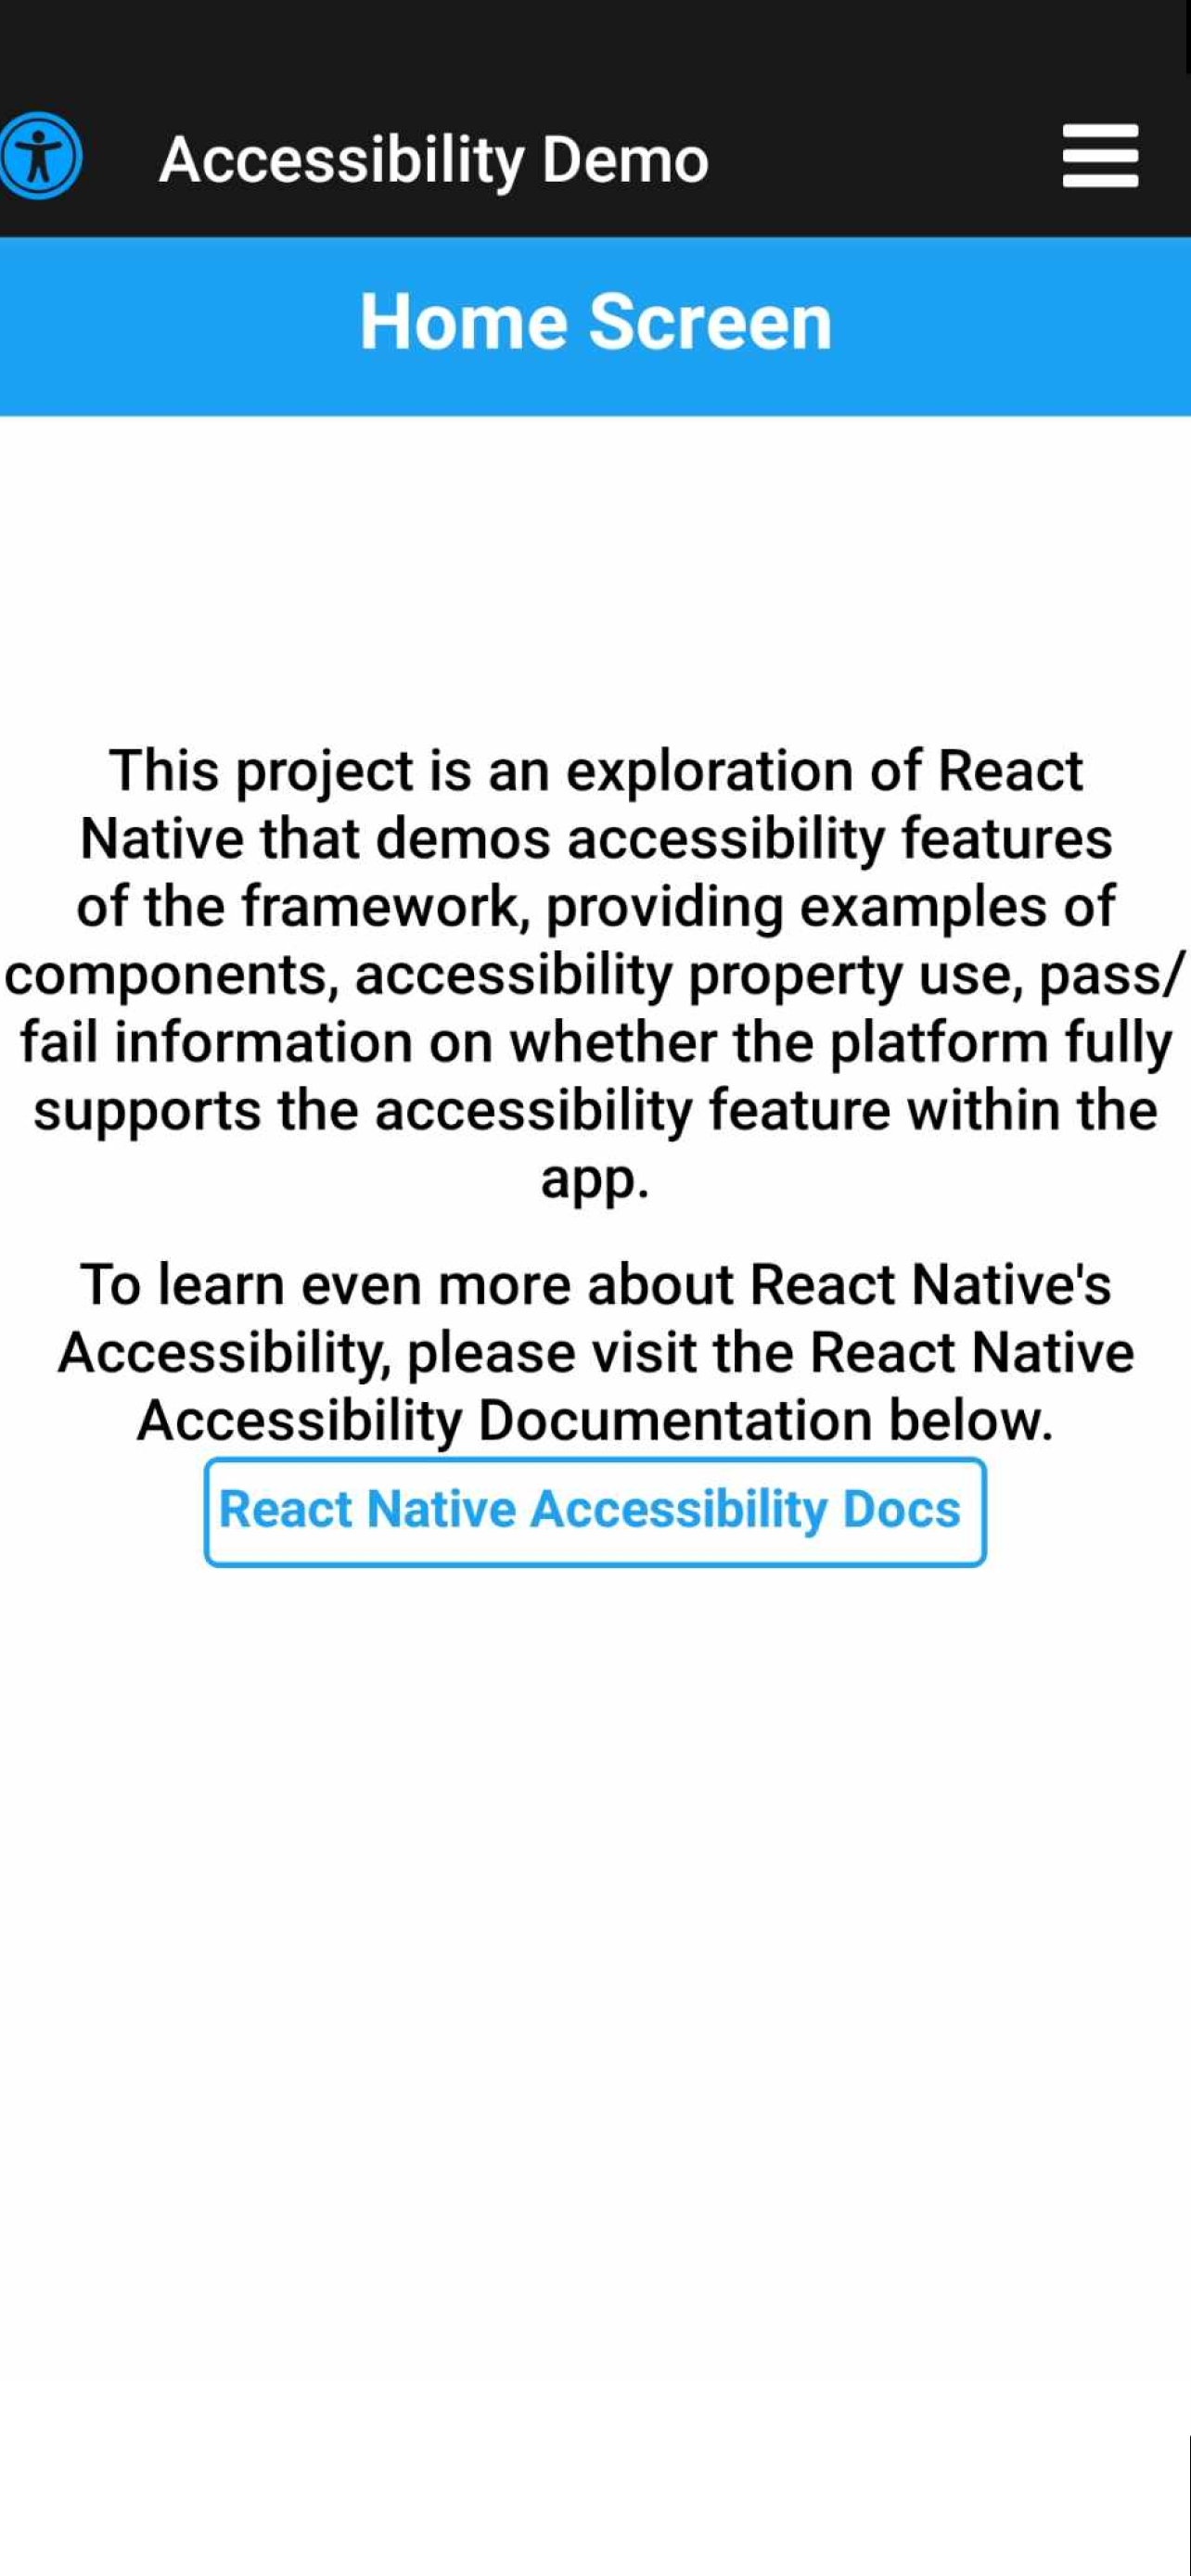 Accessibility Demo
Home Screen
This project is an exploration of React
Native that demos accessibility features
of the framework, providing examples of
components, accessibility property use, pass/
fail information on whether the platform fully
supports the accessibility feature within the
app.
To learn even more about React Native's
Accessibility, please visit the React Native
Accessibility Documentation below.
React Native Accessibility Docs